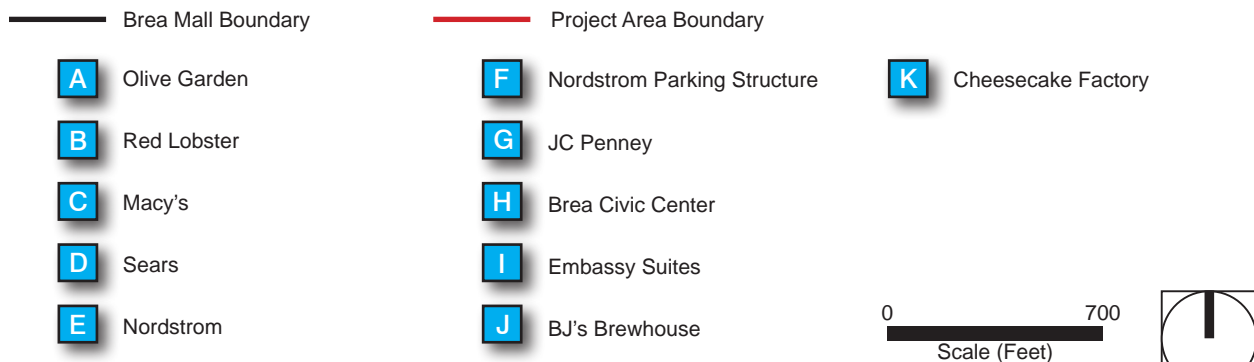 Brea Mall Boundary
Project Area Boundary
A Olive Garden
F Nordstrom Parking Structure
K Cheesecake Factory
B Red Lobster
G JC Penney
C Macy's
H Brea Civic Center
D Sears
I Embassy Suites
E Nordstrom
J BJ's Brewhouse
0 700
Scale (Feet)